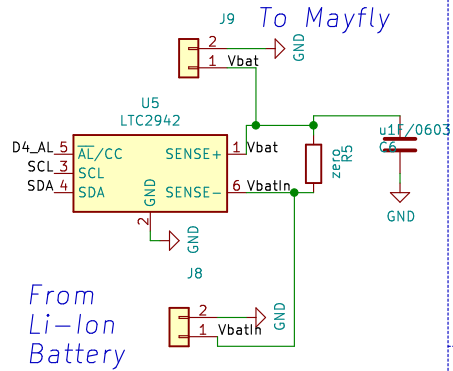 J9
To Mayfly
2
GND
1
Vbat
U5
LTC2942
D4_AL
5
AL/CC
SENSE+
1
Vbat
zero
R5
u1F/0603
C6
SCL
3
SCL
SDA
4
SDA
GND
SENSE-
6
VbatIn
GND
2
GND
J8
From
Li-Ion
Battery
2
GND
1
VbatIn